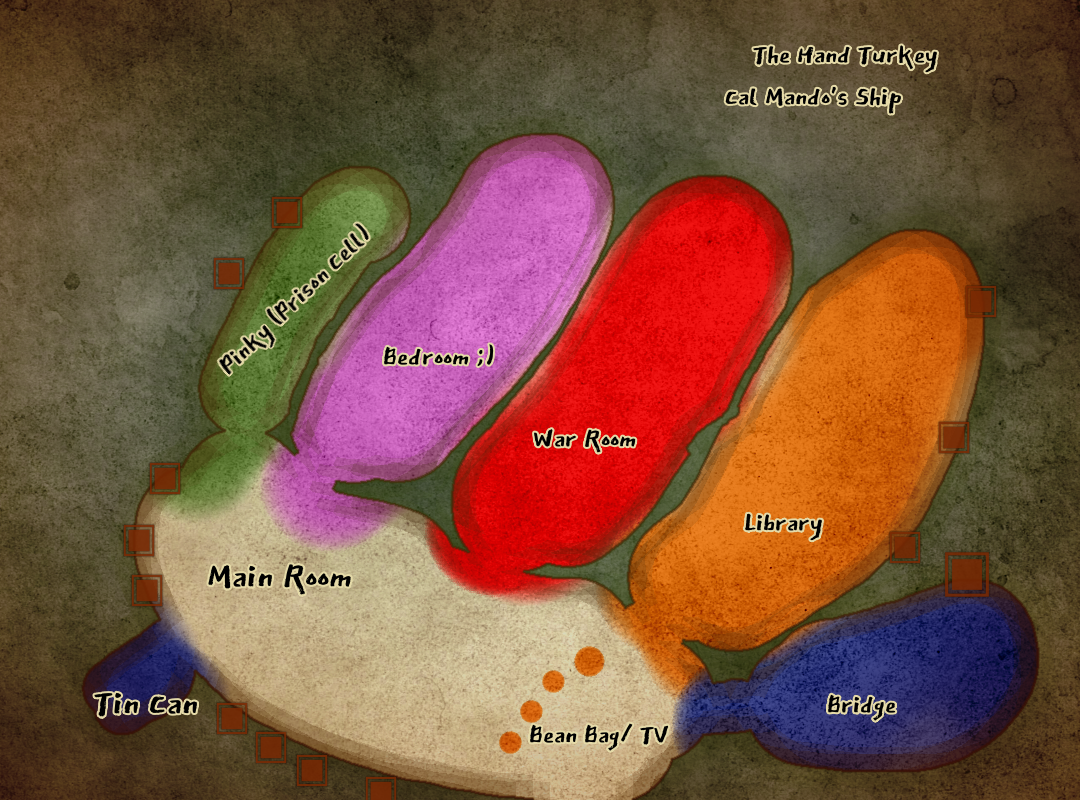 The Hand Turkey
Cal Mando's Ship
Pinky (Prison Cell)
Bedroom ;)
War Room
Library
Main Room
Tin Can
Bridge
Bean Bag/ TV